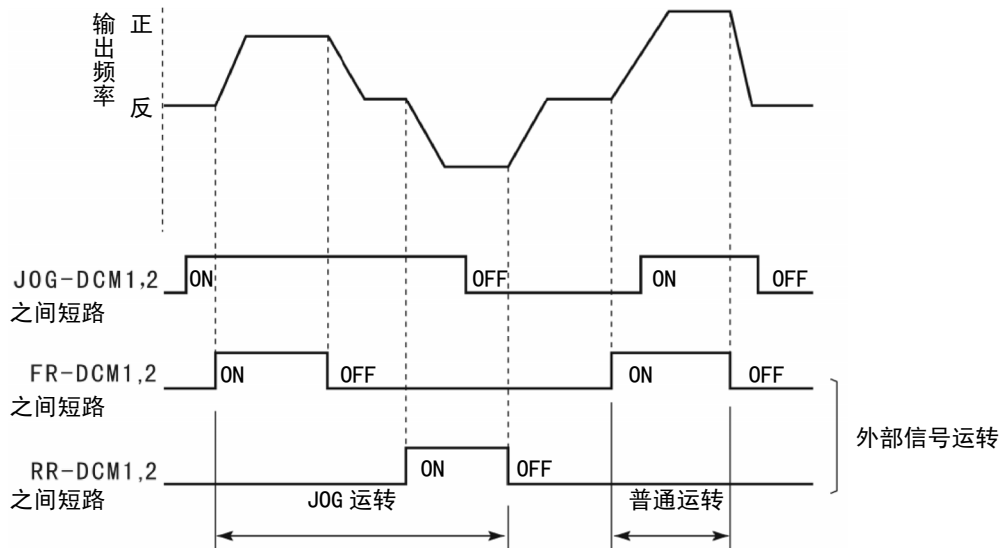 输出频率
正
反
JOG-DCM1,2
之间短路
ON
OFF
ON
OFF
FR-DCM1,2
之间短路
ON
OFF
ON
OFF
RR-DCM1,2
之间短路
ON
OFF
JOG 运转
普通运转
外部信号运转